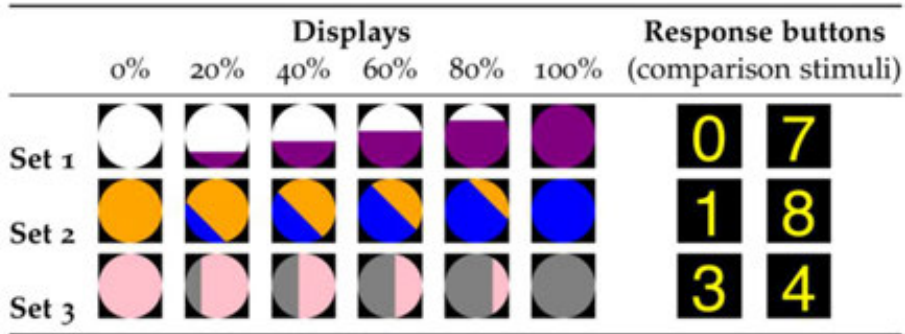 Displays Response buttons
0% 20% 40% 60% 80% 100% (comparison stimuli)
Set 1 0 7
Set 2 1 8
Set 3 3 4